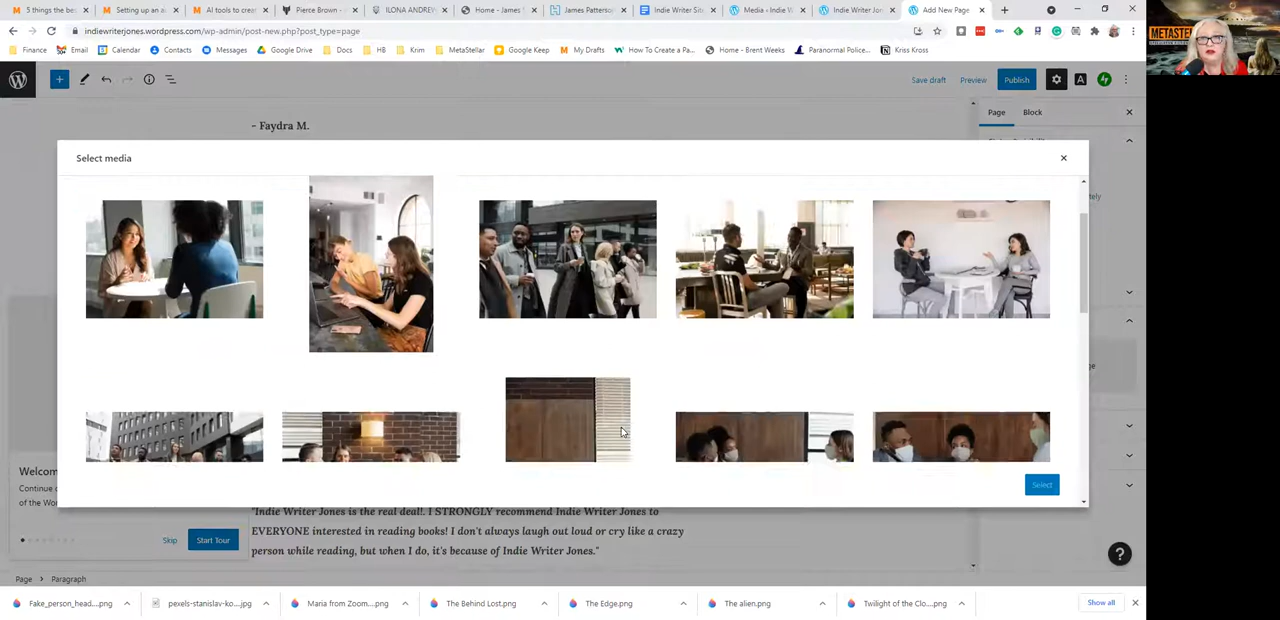 5 things the be
Setting up an a
AI tools to crea
Pierce Brown -
ILONA ANDREW
Home - James
James Patterson
Indie Writer Sit
Media ‹ Indie W
Indie Writer Jon
Add New Page
indiewriterjones.wordpress.com/wp-admin/post-new.php?post_type=page
Finance
Email
Calendar
Contacts
Messages
Google Drive
Docs
HB
Krim
MetaStellar
Google Keep
My Drafts
How To Create a Pa...
Home - Brent Weeks
Paranormal Police...
Kriss Kross
METASTE
Save draft
Preview
Publish
- Faydra M.
Page
Block
Select media
Select
Welcom
Continue
of the Wo
Skip
Start Tour
"Indie Writer Jones is the real deal!. I STRONGLY recommend Indie Writer Jones to
EVERYONE interested in reading books! I don't always laugh out loud or cry like a crazy
person while reading, but when I do, it's because of Indie Writer Jones."
Page > Paragraph
Fake_person_head....png
pexels-stanislav-ko....jpg
Maria from Zoom....png
The Behind Lost.png
The Edge.png
The alien.png
Twilight of the Clo....png
Show all